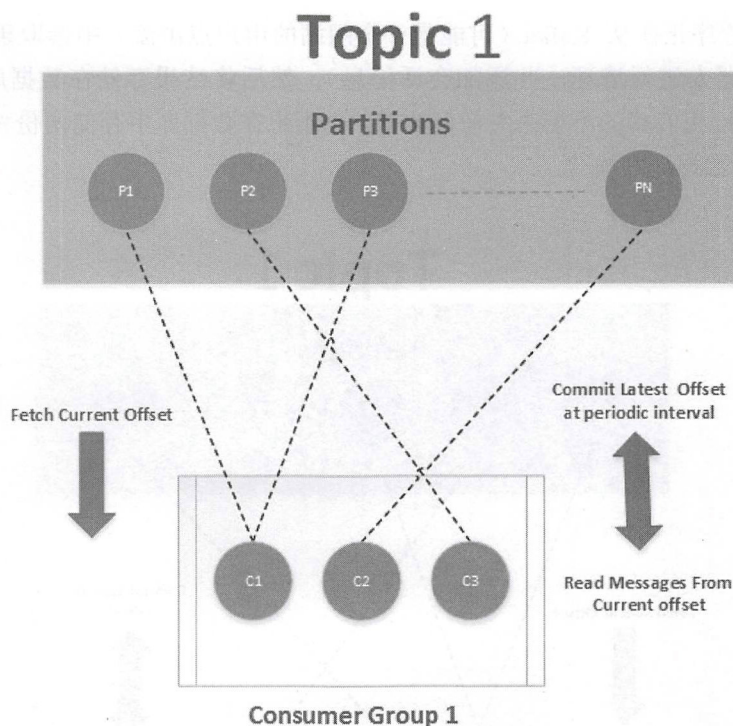 Topic 1
Partitions
P1
P2
P3
PN
Fetch Current Offset
Commit Latest Offset
at periodic interval
C1
C2
C3
Read Messages From
Current offset
Consumer Group 1